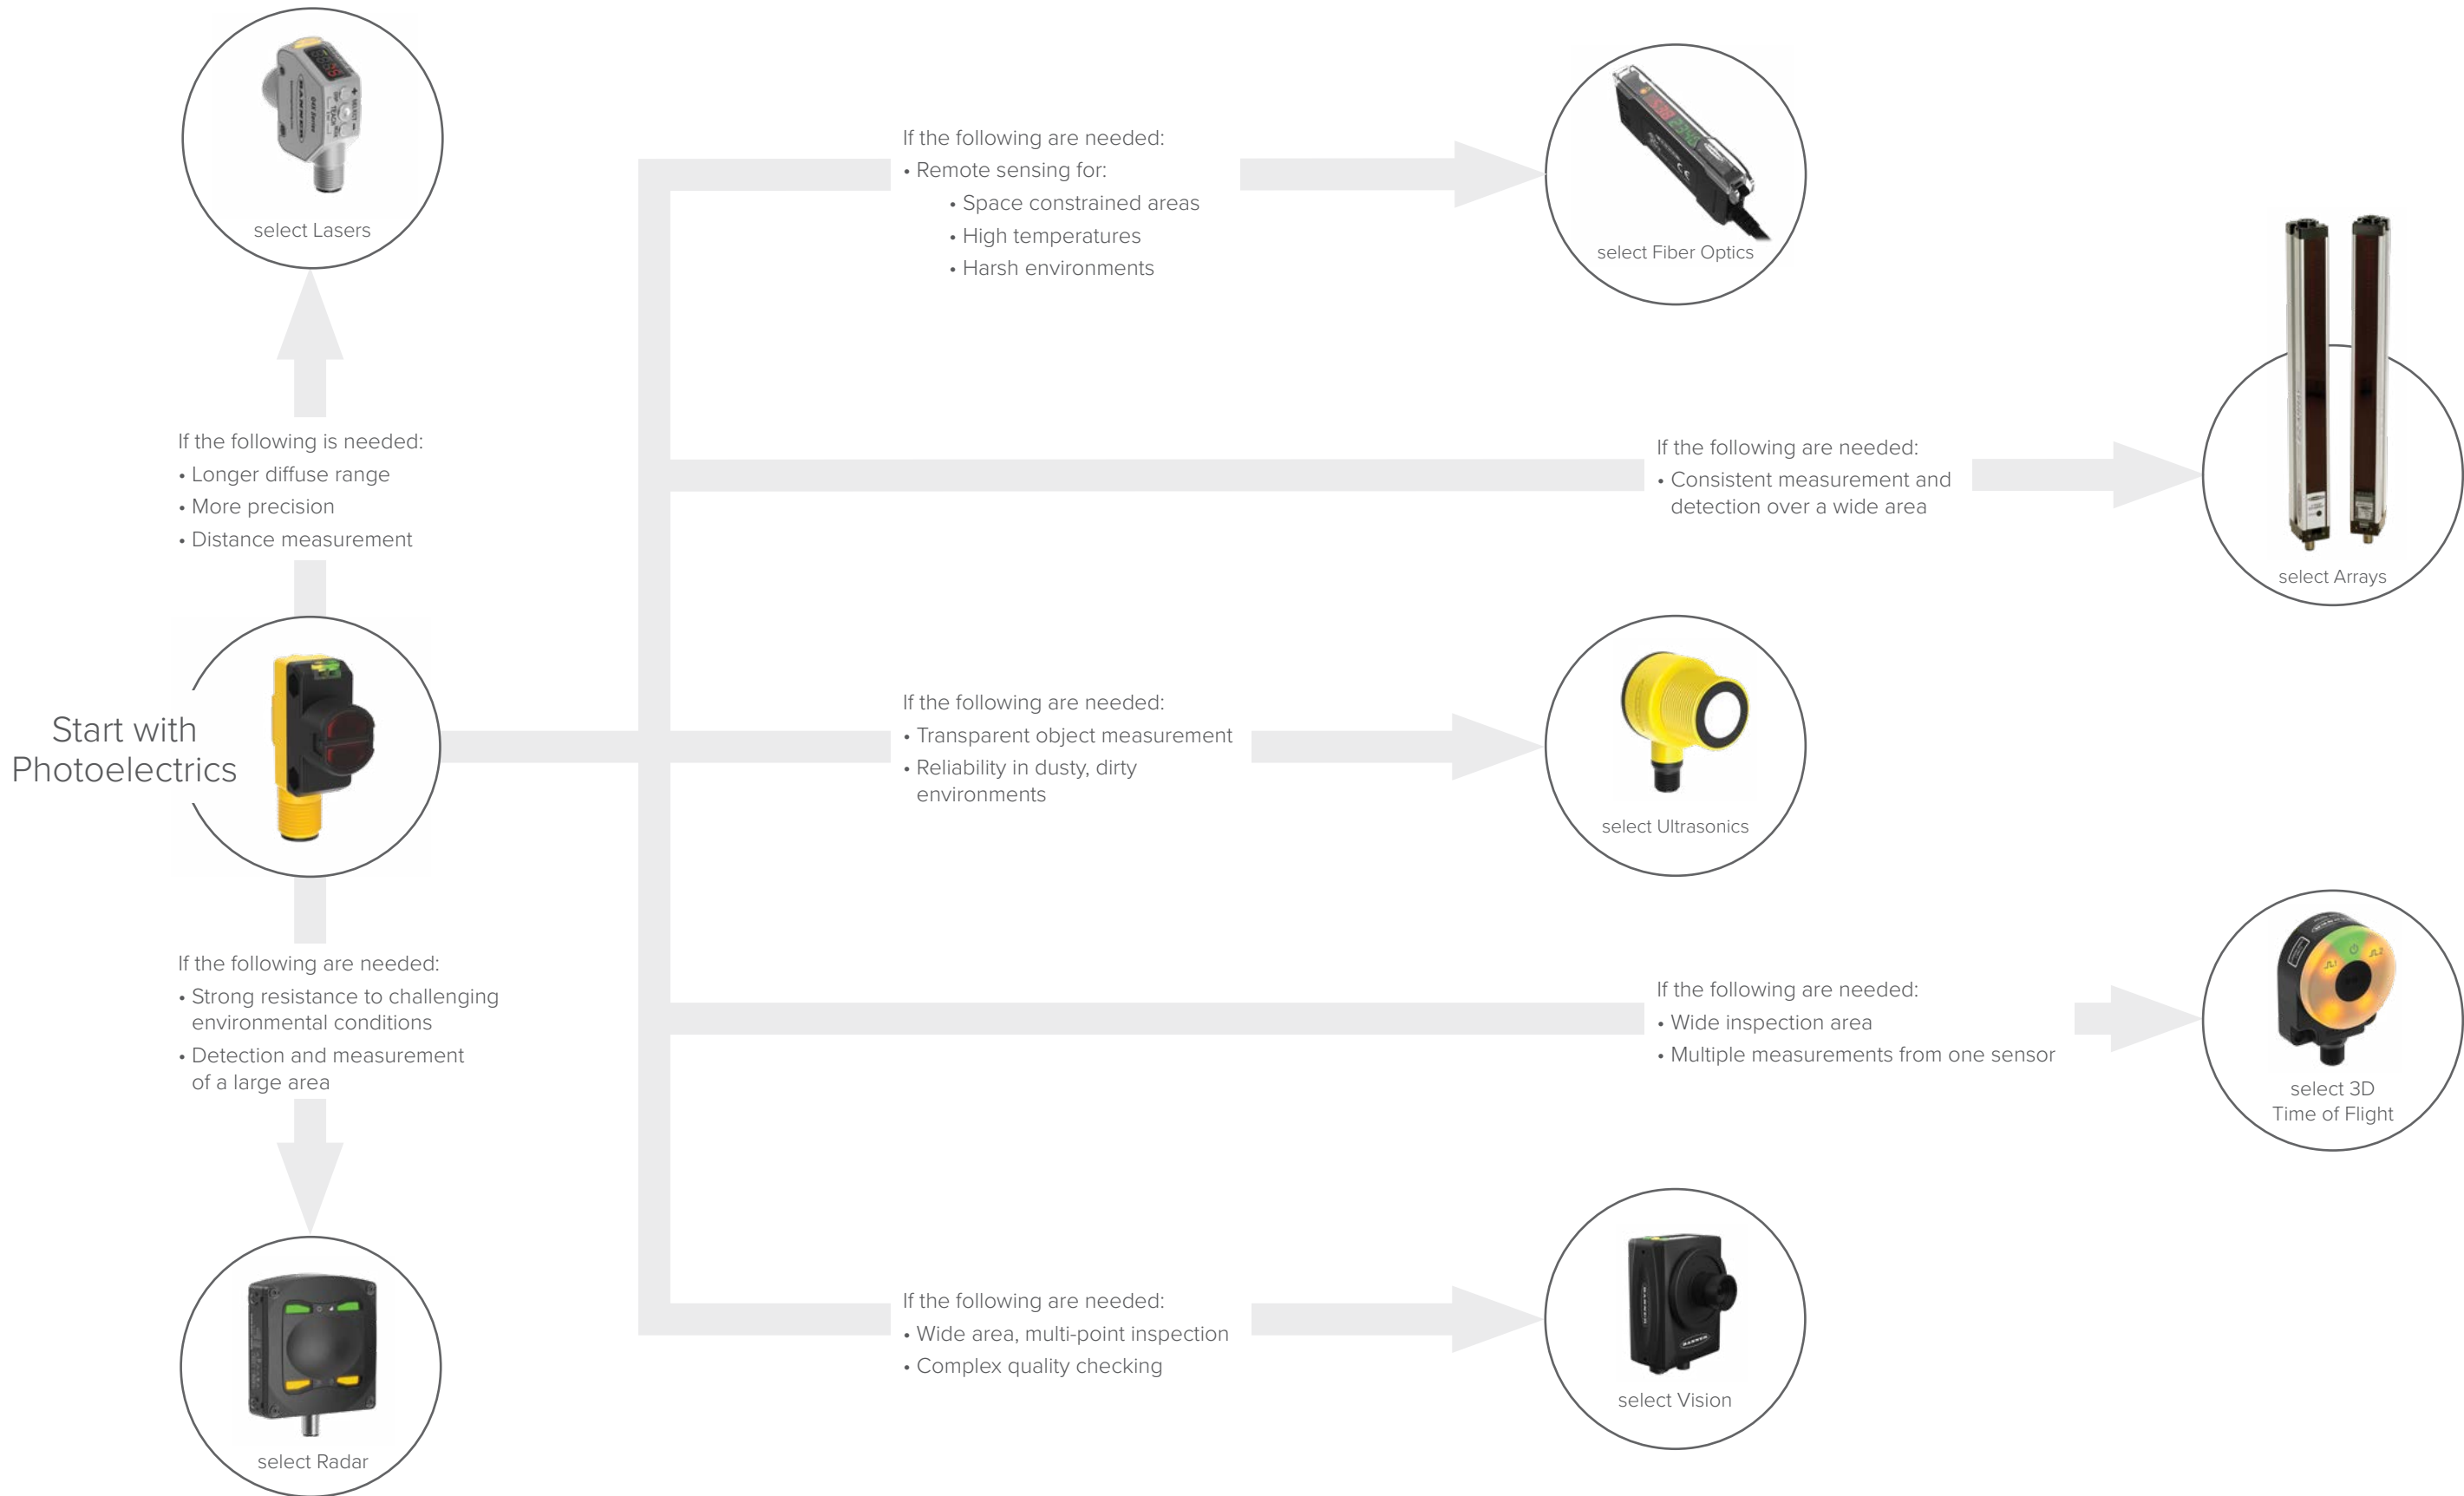 select Lasers
If the following is needed:
• Longer diffuse range
• More precision
• Distance measurement
Start with
Photoelectrics
If the following are needed:
• Strong resistance to challenging
environmental conditions
• Detection and measurement
of a large area
select Radar
If the following are needed:
• Remote sensing for:
• Space constrained areas
• High temperatures
• Harsh environments
select Fiber Optics
If the following are needed:
• Consistent measurement and
detection over a wide area
select Arrays
If the following are needed:
• Transparent object measurement
• Reliability in dusty, dirty
environments
select Ultrasonics
If the following are needed:
• Wide inspection area
• Multiple measurements from one sensor
select 3D
Time of Flight
If the following are needed:
• Wide area, multi-point inspection
• Complex quality checking
select Vision
BANNER